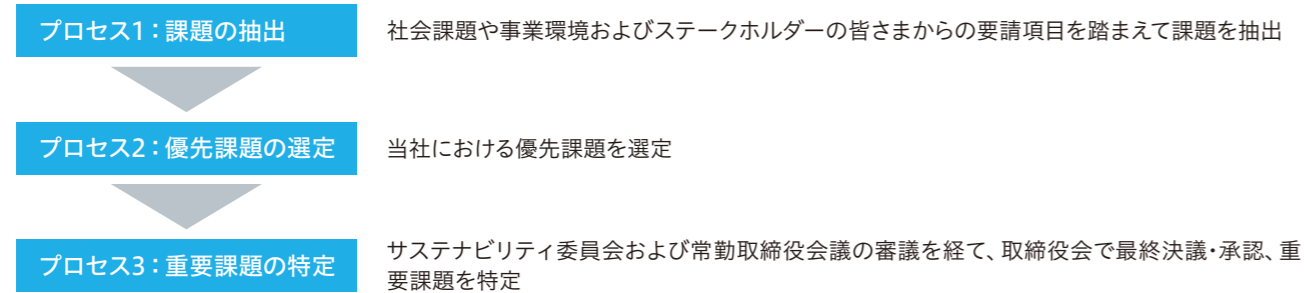 プロセス1：課題の抽出
社会課題や事業環境およびステークホルダーの皆さまからの要請項目を踏まえて課題を抽出
プロセス2：優先課題の選定
当社における優先課題を選定
プロセス3：重要課題の特定
サステナビリティ委員会および常勤取締役会議の審議を経て、取締役会で最終決議・承認、重
要課題を特定